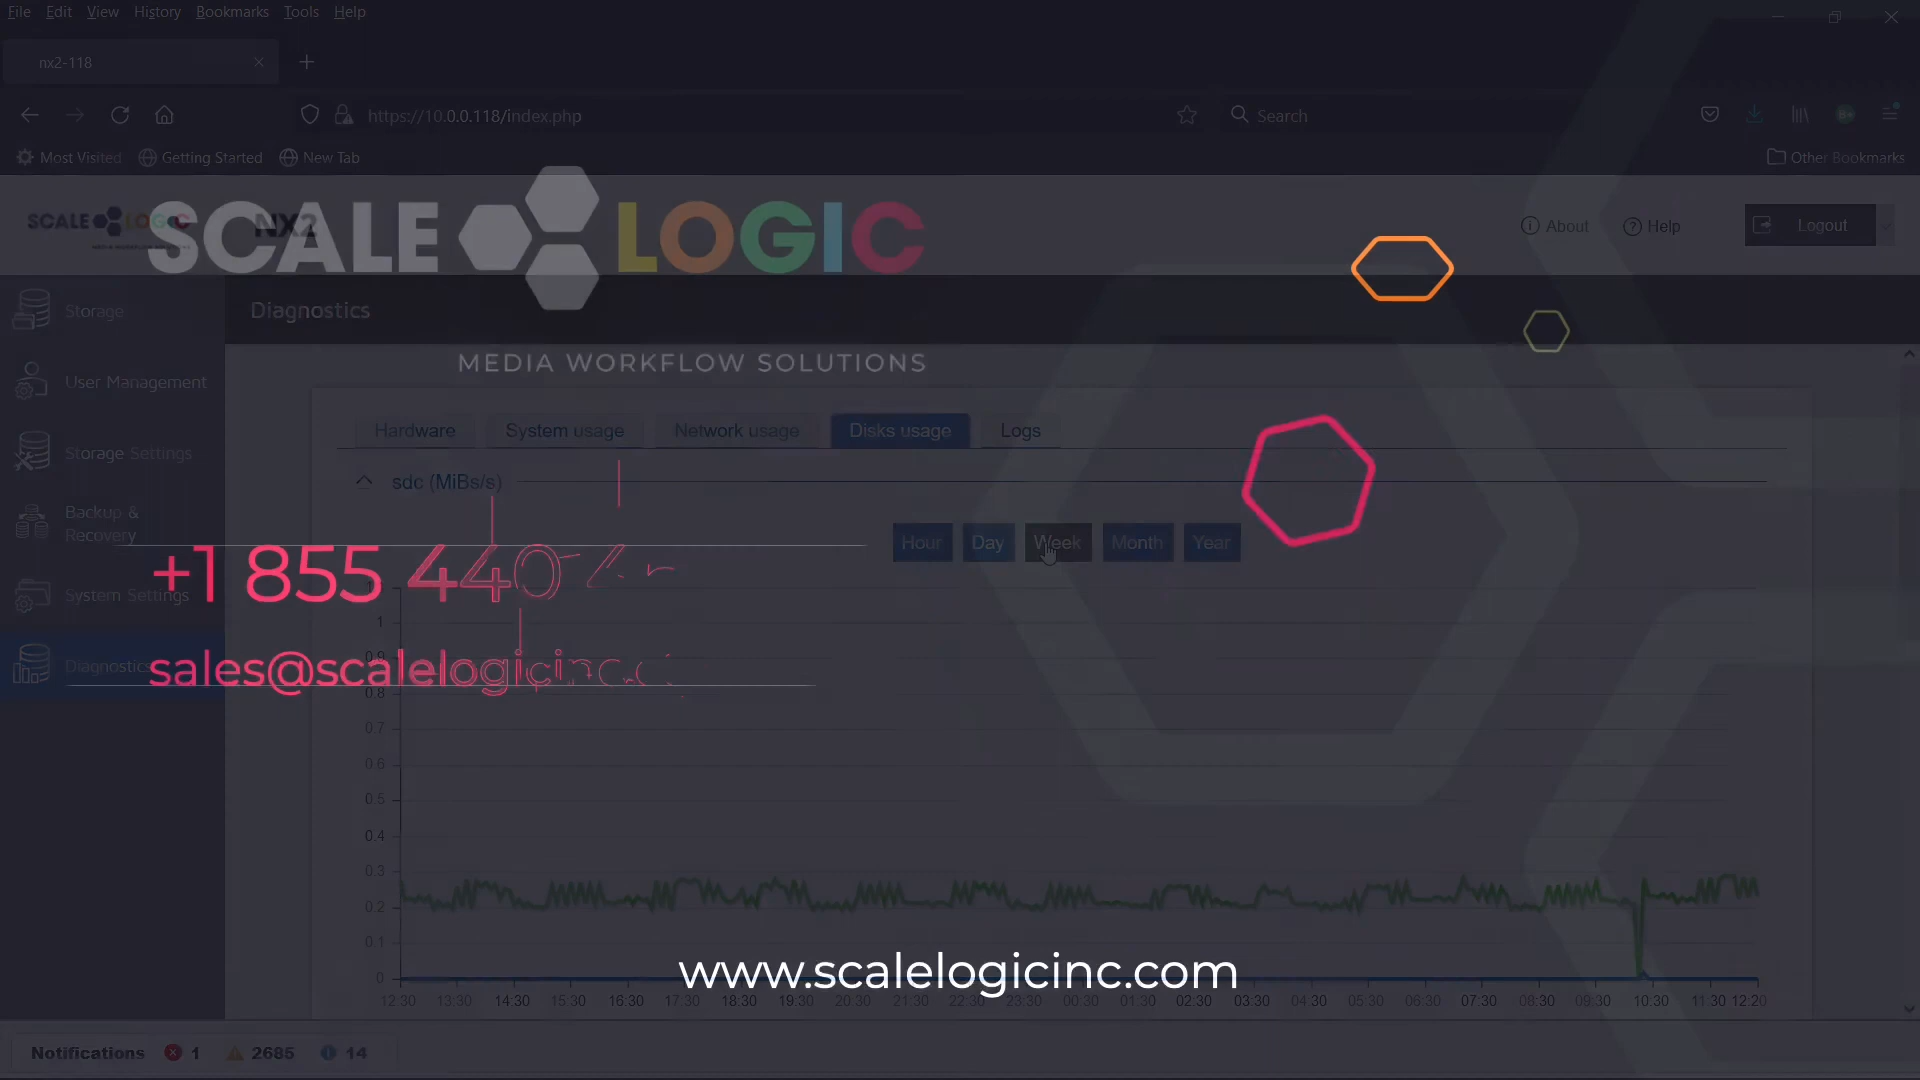 File Edit View History Bookmarks Tools Help
nx2-118
https://10.0.0.118/index.php
Search
Most Visited Getting Started New Tab
Other Bookmarks
SCALE LOGIC
NX2
SCALE LOGIC
About Help Logout
MEDIA WORKFLOW SOLUTIONS
Storage
User Management
Storage Settings
Backup &
Recovery
System Settings
Diagnostics
Diagnostics
Hardware System usage Network usage Disks usage Logs
sdc (MiBs/s)
Hour Day Week Month Year
+1 855 440
sales@scalelogicinc.c
1
0.9
0.8
0.7
0.6
0.5
0.4
0.3
0.2
0.1
0
12:30 13:30 14:30 15:30 16:30 17:30 18:30 19:30 20:30 21:30 22:30 23:30 00:30 01:30 02:30 03:30 04:30 05:30 06:30 07:30 08:30 09:30 10:30 11:30 12:20
www.scalelogicinc.com
Notifications 1 2685 14